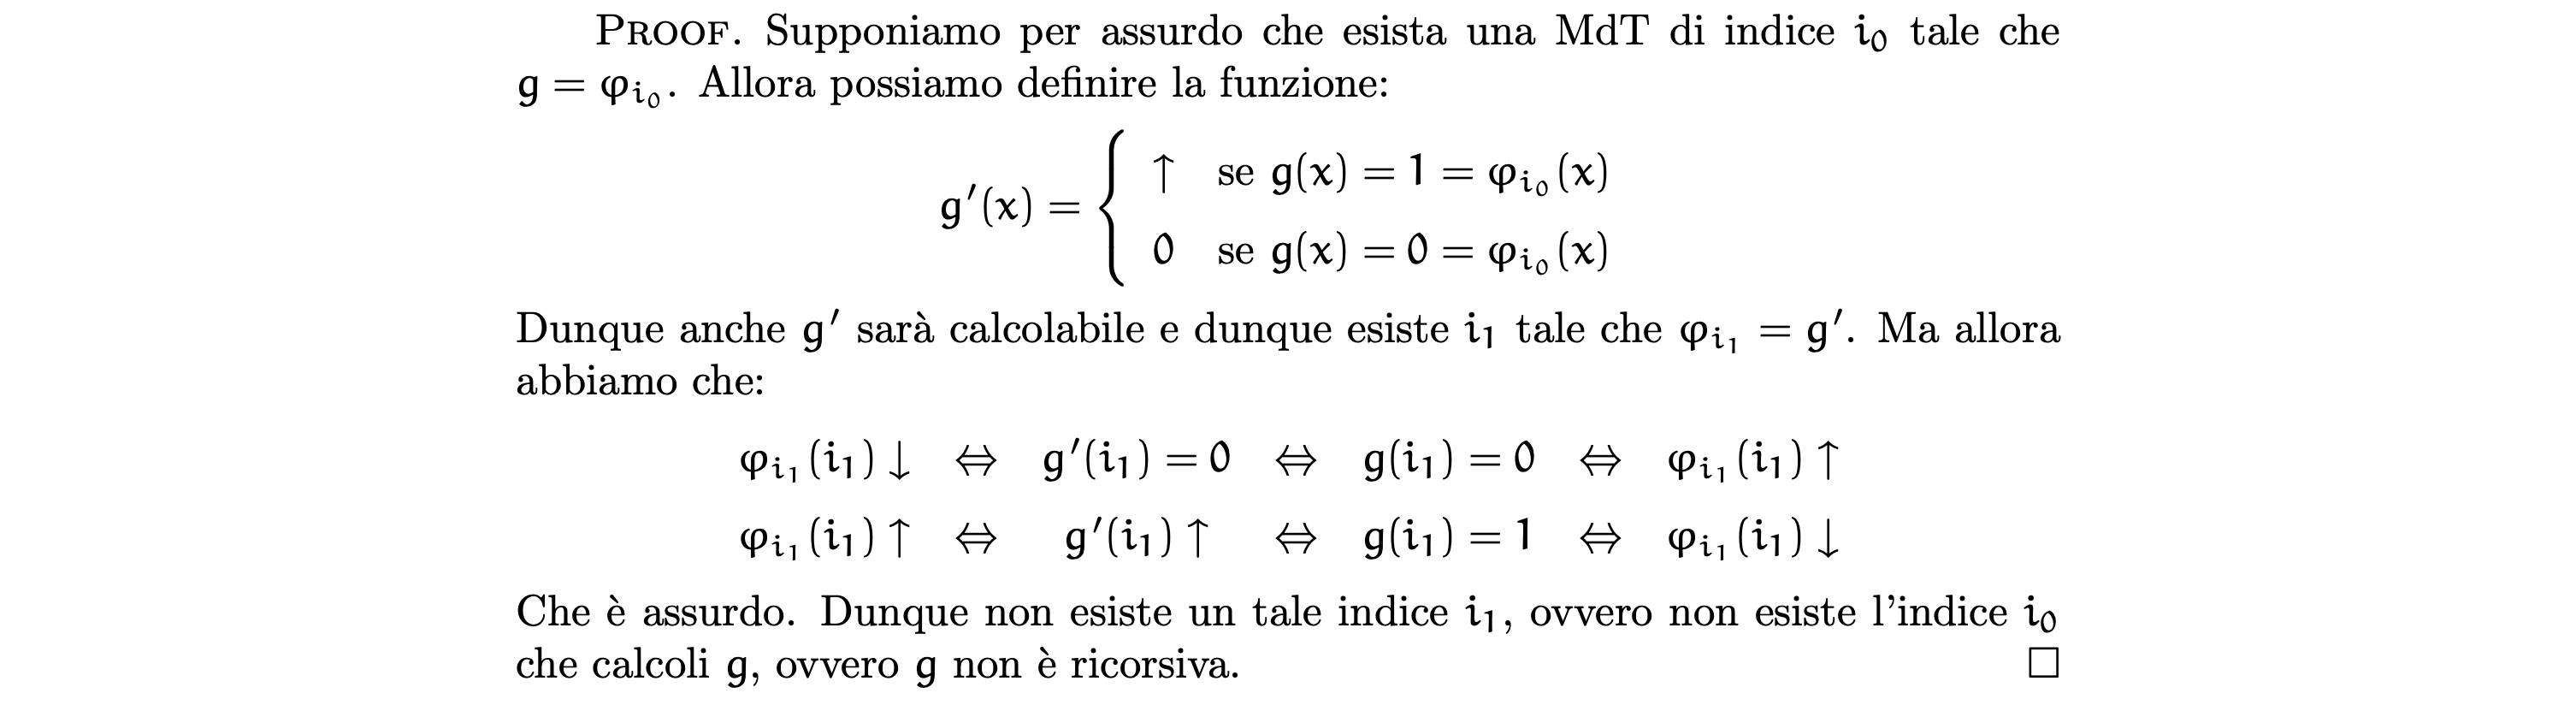 PROOF. Supponiamo per assurdo che esista una MdT di indice i₀ tale che
g = φ_{i₀}. Allora possiamo definire la funzione:
g′(x) = { ↑ se g(x) = 1 = φ_{i₀}(x)
0 se g(x) = 0 = φ_{i₀}(x)
Dunque anche g′ sarà calcolabile e dunque esiste i₁ tale che φ_{i₁} = g′. Ma allora
abbiamo che:
φ_{i₁}(i₁) ↓ ⇔ g′(i₁) = 0 ⇔ g(i₁) = 0 ⇔ φ_{i₁}(i₁) ↑
φ_{i₁}(i₁) ↑ ⇔ g′(i₁) ↑ ⇔ g(i₁) = 1 ⇔ φ_{i₁}(i₁) ↓
Che è assurdo. Dunque non esiste un tale indice i₁, ovvero non esiste l'indice i₀
che calcoli g, ovvero g non è ricorsiva. □